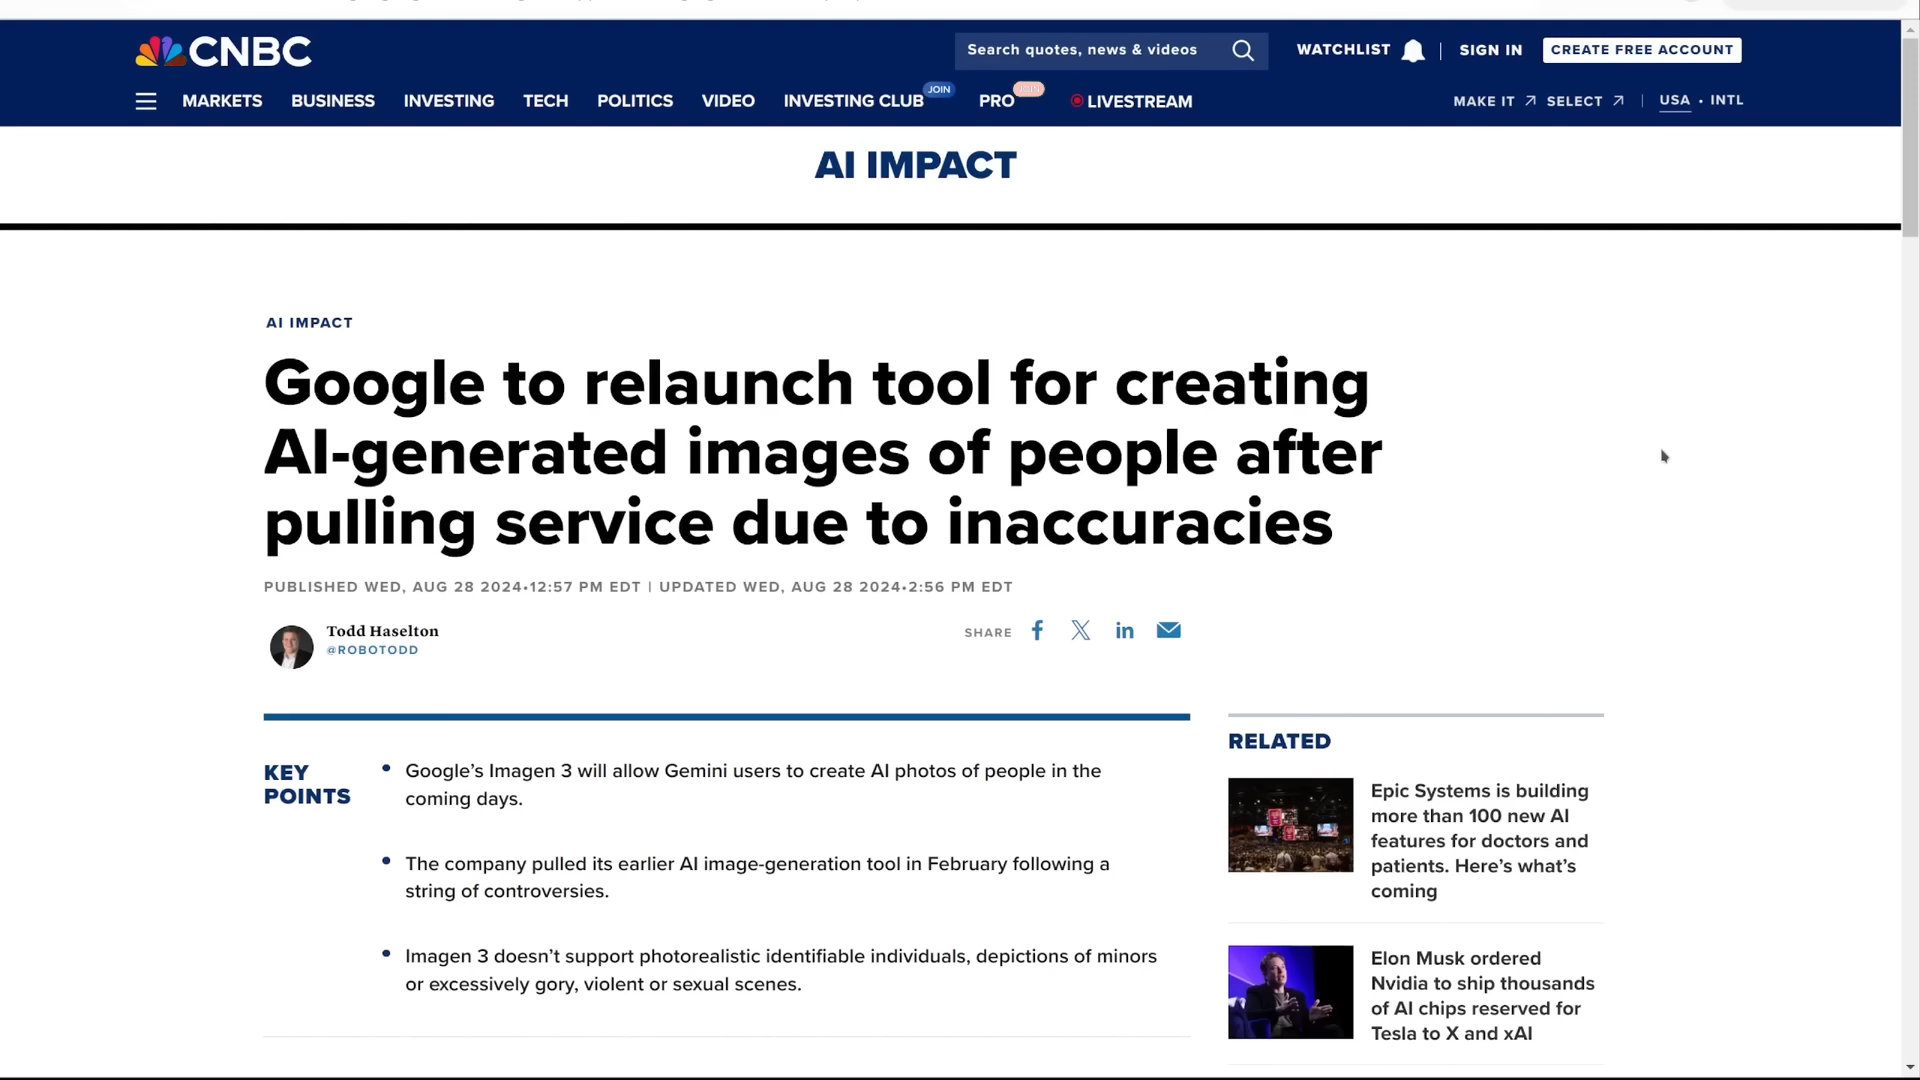 CNBC
Search quotes, news & videos
WATCHLIST
SIGN IN
CREATE FREE ACCOUNT
MARKETS
BUSINESS
INVESTING
TECH
POLITICS
VIDEO
INVESTING CLUB
JOIN
PRO
JOIN
LIVESTREAM
MAKE IT
SELECT
USA • INTL
AI IMPACT
AI IMPACT
Google to relaunch tool for creating
AI-generated images of people after
pulling service due to inaccuracies
PUBLISHED WED, AUG 28 2024•12:57 PM EDT | UPDATED WED, AUG 28 2024•2:56 PM EDT
Todd Haselton
@ROBOTODD
SHARE
KEY
POINTS
• Google’s Imagen 3 will allow Gemini users to create AI photos of people in the
coming days.
• The company pulled its earlier AI image-generation tool in February following a
string of controversies.
• Imagen 3 doesn’t support photorealistic identifiable individuals, depictions of minors
or excessively gory, violent or sexual scenes.
RELATED
Epic Systems is building
more than 100 new AI
features for doctors and
patients. Here’s what’s
coming
Elon Musk ordered
Nvidia to ship thousands
of AI chips reserved for
Tesla to X and xAI